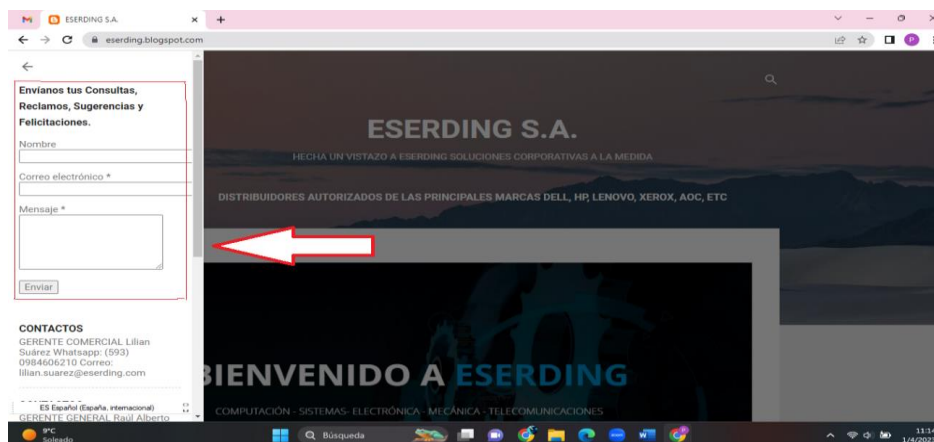 ESERDING S.A.
eserding.blogspot.com
Envíanos tus Consultas,
Reclamos, Sugerencias y
Felicitaciones.
Nombre
Correo electrónico *
Mensaje *
Enviar
CONTACTOS
GERENTE COMERCIAL Lilian
Suárez Whatsapp: (593)
0984606210 Correo:
lilian.suarez@eserding.com
GERENTE GENERAL Raúl Alberto
ES Español (España, internacional)
ESERDING S.A.
HECHA UN VISTAZO A ESERDING SOLUCIONES CORPORATIVAS A LA MEDIDA
DISTRIBUIDORES AUTORIZADOS DE LAS PRINCIPALES MARCAS DELL, HP, LENOVO, XEROX, AOC, ETC
BIENVENIDO A ESERDING
COMPUTACIÓN - SISTEMAS- ELECTRÓNICA - MECÁNICA - TELECOMUNICACIONES
9°C
Soleado
Búsqueda